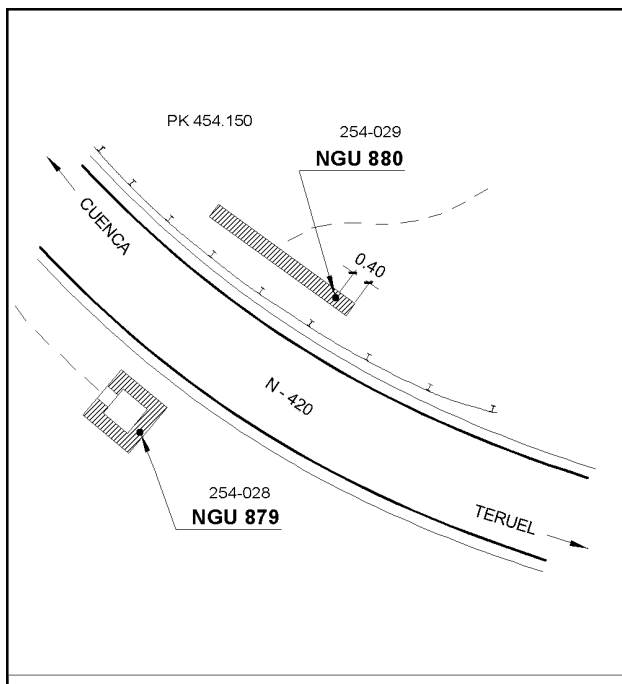 PK 454.150
254-029
NGU 880
CUENCA
0.40
N - 420
254-028
NGU 879
TERUEL